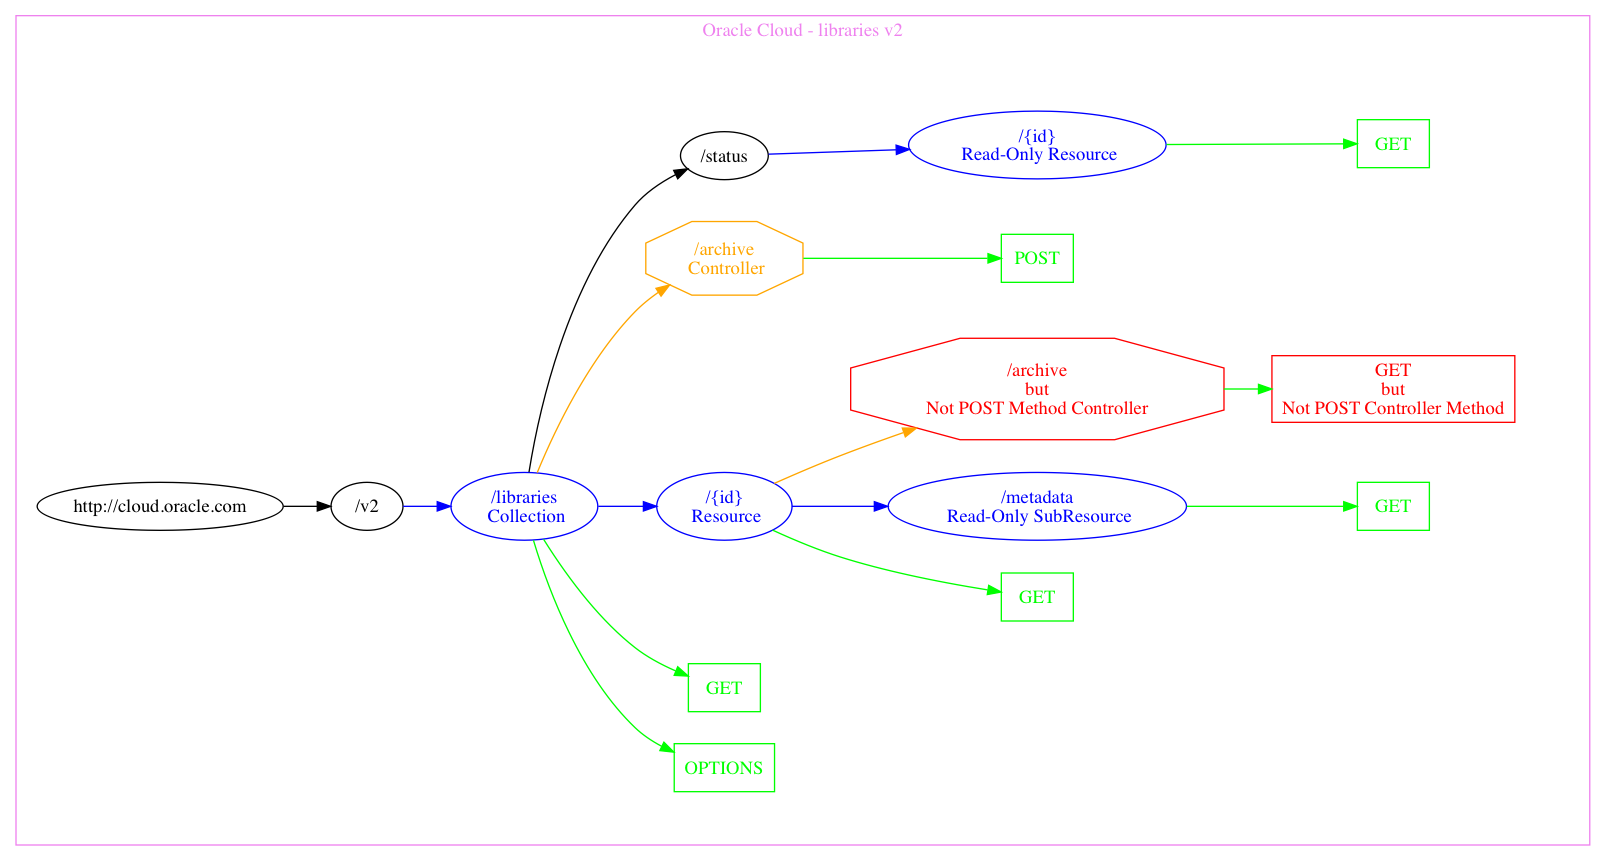 Oracle Cloud - libraries v2
/status
/{id}
Read-Only Resource
GET
/archive
Controller
POST
/archive
but
Not POST Method Controller
GET
but
Not POST Controller Method
http://cloud.oracle.com
/v2
/libraries
Collection
/{id}
Resource
/metadata
Read-Only SubResource
GET
GET
GET
OPTIONS